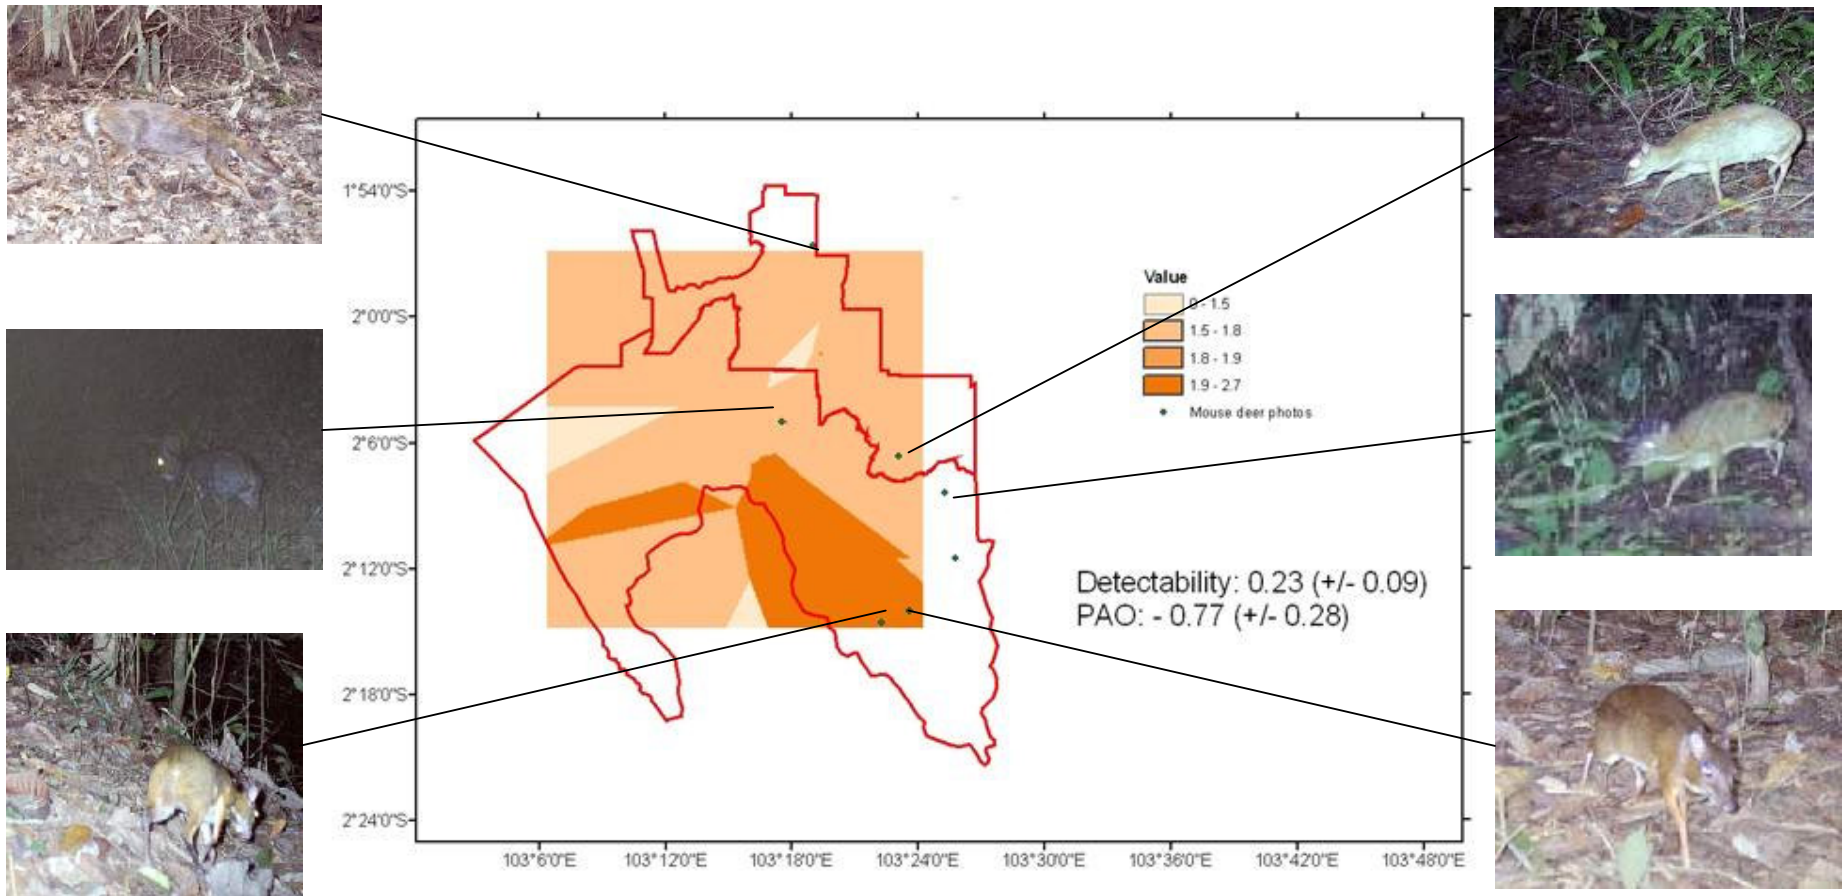 1°54'0"S
2°0'0"S
2°6'0"S
2°12'0"S
2°18'0"S
2°24'0"S
103°6'0"E
103°12'0"E
103°18'0"E
103°24'0"E
103°30'0"E
103°36'0"E
103°42'0"E
103°48'0"E
Value
0 - 1.5
1.5 - 1.8
1.8 - 1.9
1.9 - 2.7
Mouse deer photos
Detectability: 0.23 (+/- 0.09)
PAO: - 0.77 (+/- 0.28)